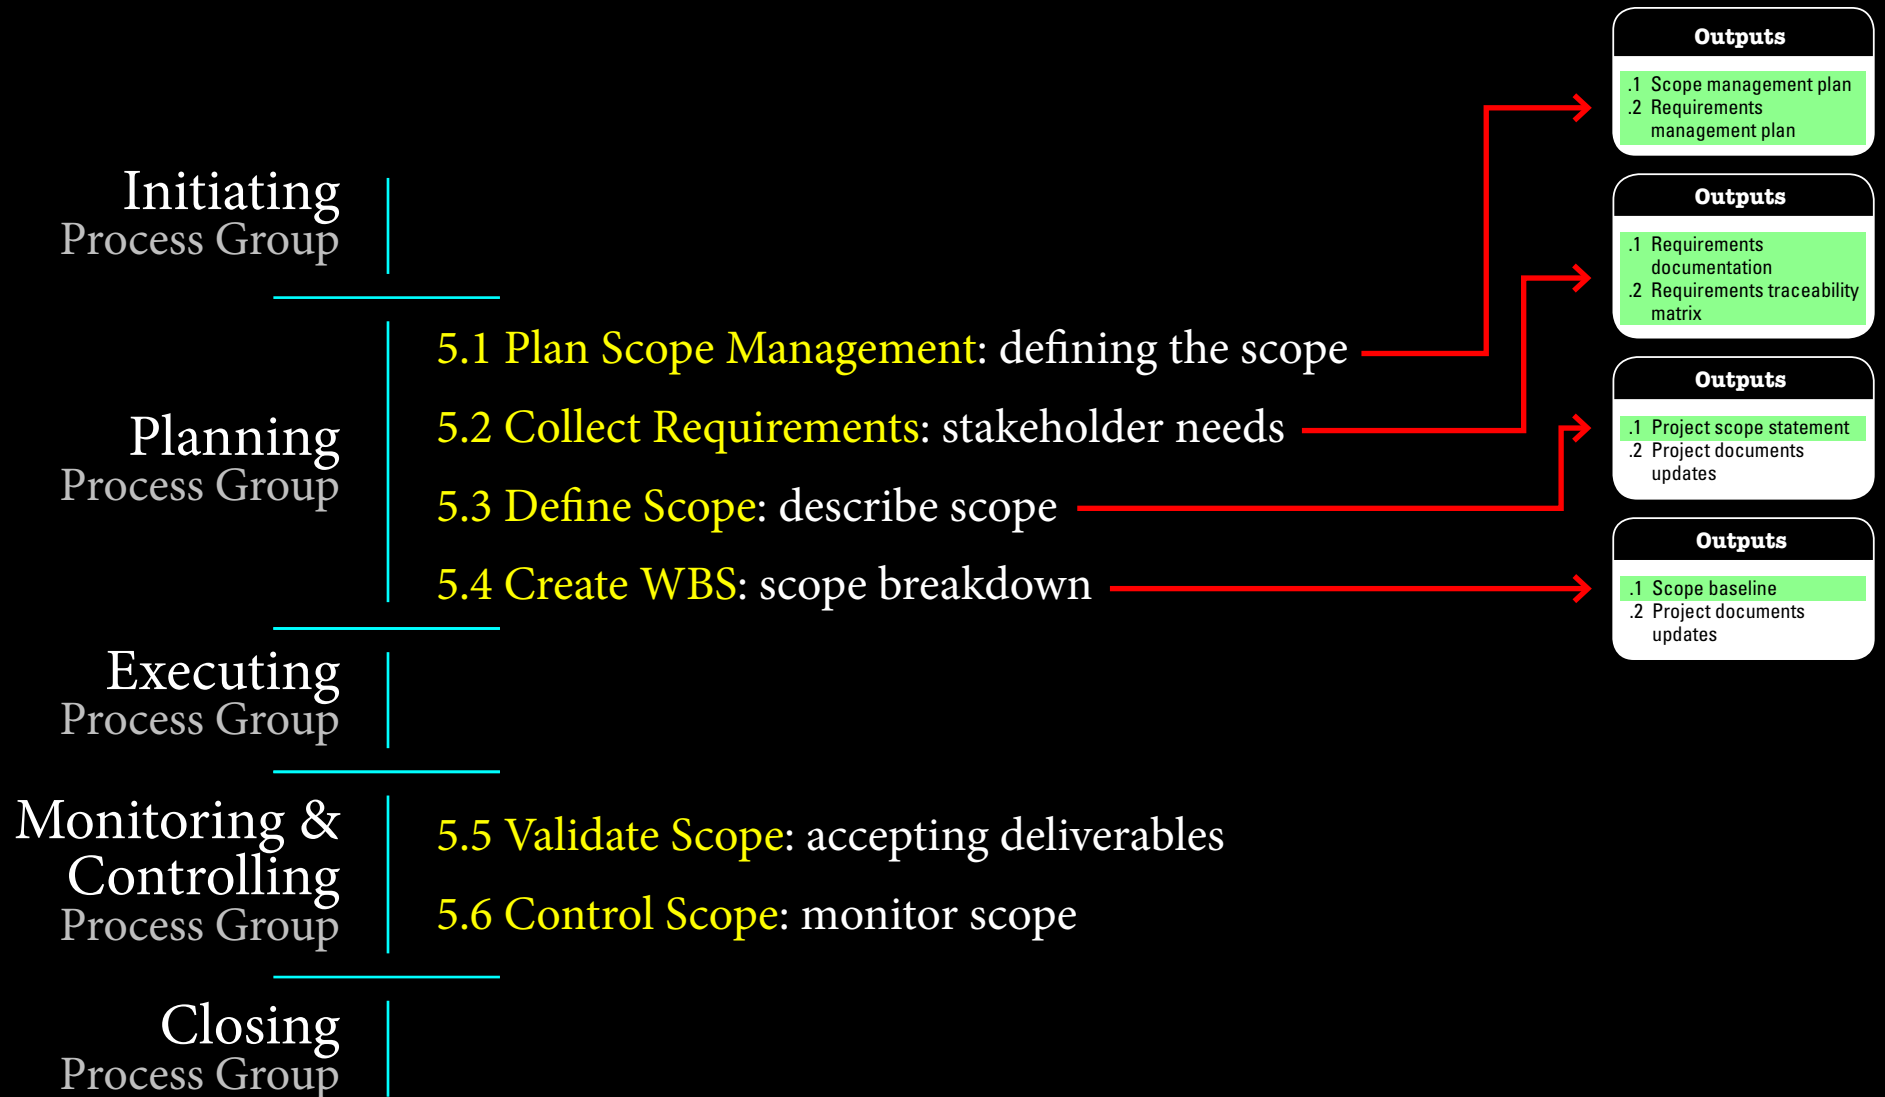 Initiating
Process Group
Planning
Process Group
5.1 Plan Scope Management: defining the scope
5.2 Collect Requirements: stakeholder needs
5.3 Define Scope: describe scope
5.4 Create WBS: scope breakdown
Executing
Process Group
Monitoring &
Controlling
Process Group
5.5 Validate Scope: accepting deliverables
5.6 Control Scope: monitor scope
Closing
Process Group
Outputs
.1 Scope management plan
.2 Requirements
management plan
Outputs
.1 Requirements
documentation
.2 Requirements traceability
matrix
Outputs
.1 Project scope statement
.2 Project documents
updates
Outputs
.1 Scope baseline
.2 Project documents
updates